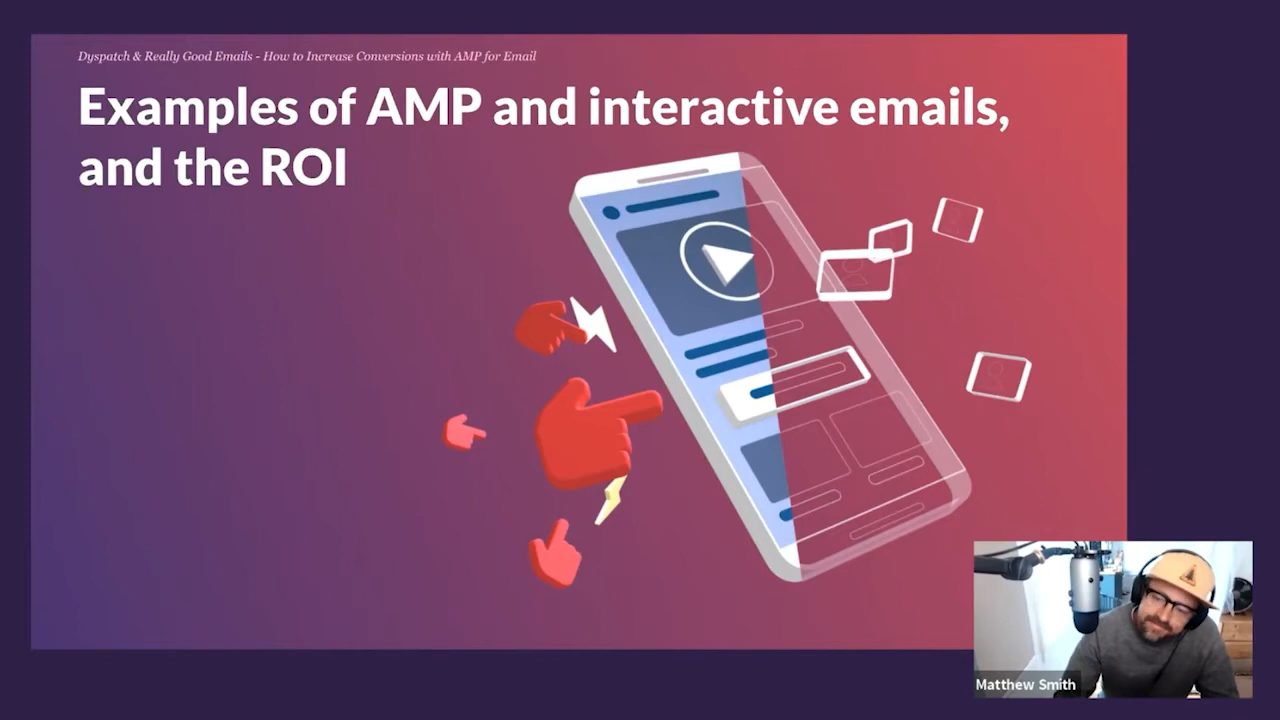 Dyspatch & Really Good Emails - How to Increase Conversions with AMP for Email
Examples of AMP and interactive emails,
and the ROI
Matthew Smith